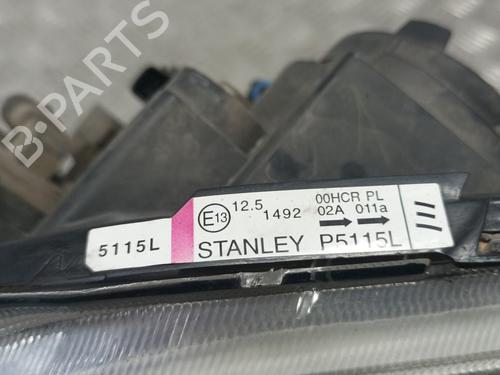 B-PARTS
5115L
E13
12.5
1492
00HCR PL
02A 011a
STANLEY P5115L